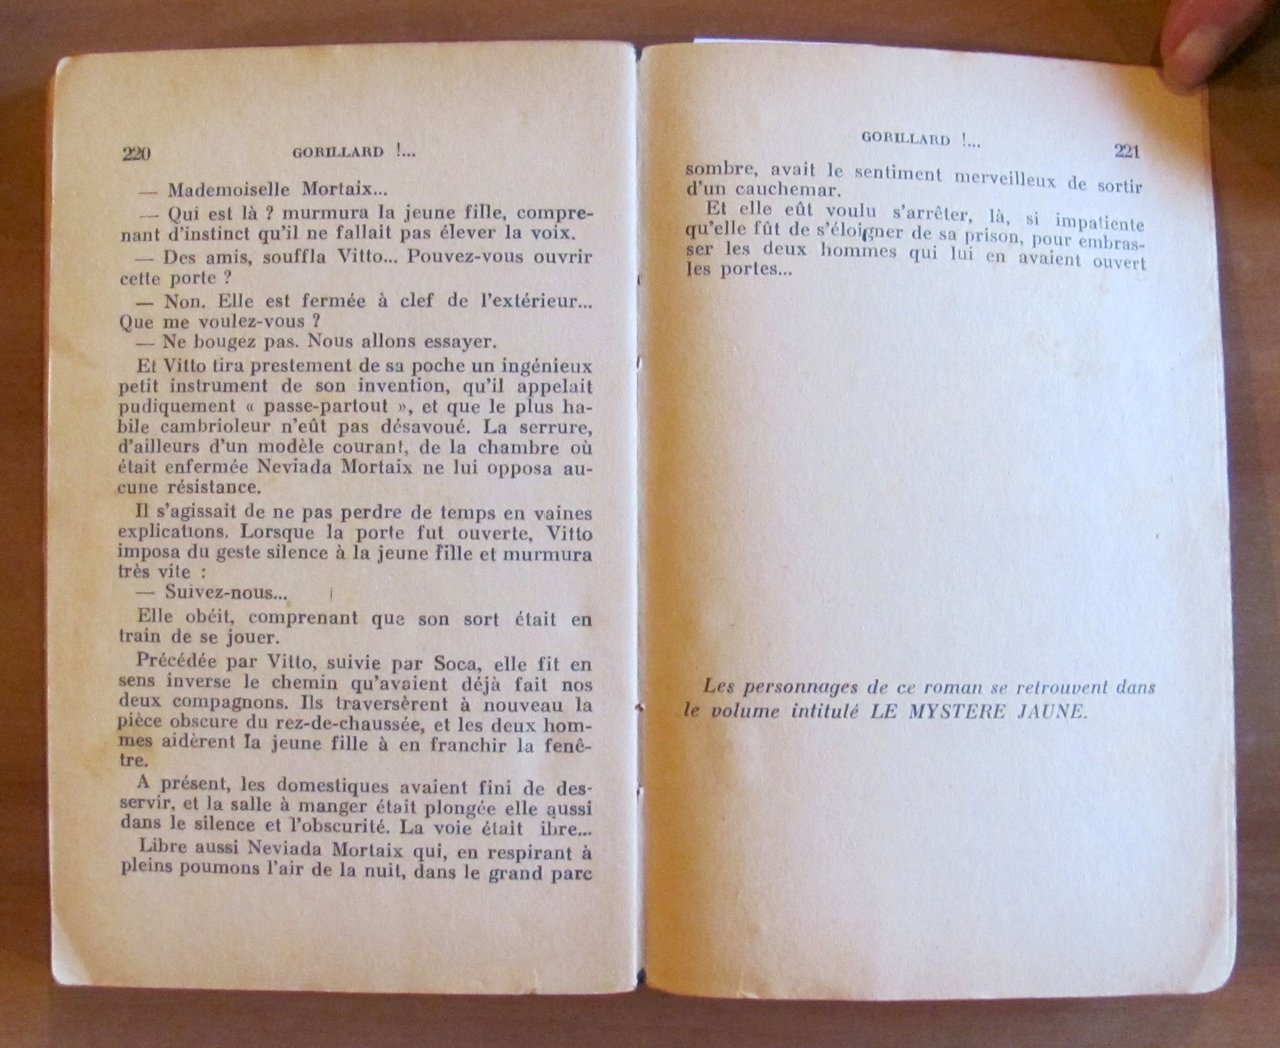 220 GORILLARD !...
— Mademoiselle Mortaix...
— Qui est là ? murmura la jeune fille, compre-
nant d'instinct qu'il ne fallait pas élever la voix.
— Des amis, souffla Vitto... Pouvez-vous ouvrir
cette porte ?
— Non. Elle est fermée à clef de l'extérieur...
Que me voulez-vous ?
— Ne bougez pas. Nous allons essayer.
Et Vitto tira prestement de sa poche un ingénieux
petit instrument de son invention, qu'il appelait
pudiquement « passe-partout », et que le plus ha-
bile cambrioleur n'eût pas désavoué. La serrure,
d'ailleurs d'un modèle courant, de la chambre où
était enfermée Neviada Mortaix ne lui opposa au-
cune résistance.
Il s'agissait de ne pas perdre de temps en vaines
explications. Lorsque la porte fut ouverte, Vitto
imposa du geste silence à la jeune fille et murmura
très vite :
— Suivez-nous...
Elle obéit, comprenant que son sort était en
train de se jouer.
Précédée par Vitto, suivie par Soca, elle fit en
sens inverse le chemin qu'avaient déjà fait nos
deux compagnons. Ils traversèrent à nouveau la
pièce obscure du rez-de-chaussée, et les deux hom-
mes aidèrent la jeune fille à en franchir la fenê-
tre.
A présent, les domestiques avaient fini de des-
servir, et la salle à manger était plongée elle aussi
dans le silence et l'obscurité. La voie était ibre...
Libre aussi Neviada Mortaix qui, en respirant à
pleins poumons l'air de la nuit, dans le grand parc
GORILLARD !... 221
sombre, avait le sentiment merveilleux de sortir
d'un cauchemar.
Et elle eût voulu s'arrêter, là, si impatiente
qu'elle fût de s'éloigner de sa prison, pour embras-
ser les deux hommes qui lui en avaient ouvert
les portes...
Les personnages de ce roman se retrouvent dans
le volume intitulé LE MYSTERE JAUNE.